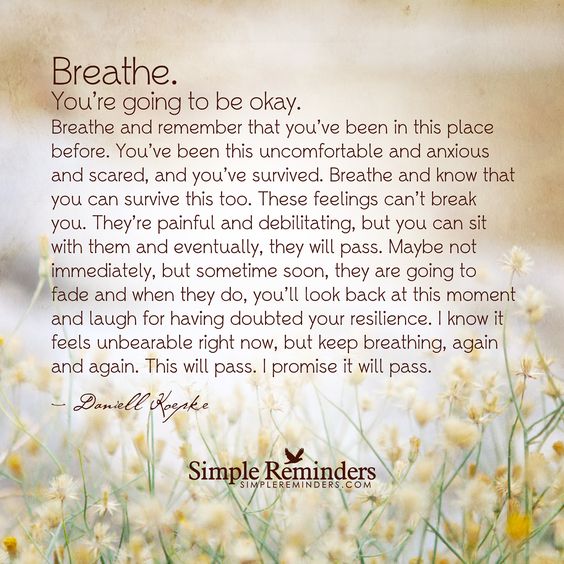 Breathe.
You're going to be okay.
Breathe and remember that you've been in this place
before. You've been this uncomfortable and anxious
and scared, and you've survived. Breathe and know that
you can survive this too. These feelings can't break
you. They're painful and debilitating, but you can sit
with them and eventually, they will pass. Maybe not
immediately, but sometime soon, they are going to
fade and when they do, you'll look back at this moment
and laugh for having doubted your resilience. I know it
feels unbearable right now, but keep breathing, again
and again. This will pass. I promise it will pass.
— Daniell Koepke
Simple Reminders
SIMPLEREMINDERS.COM